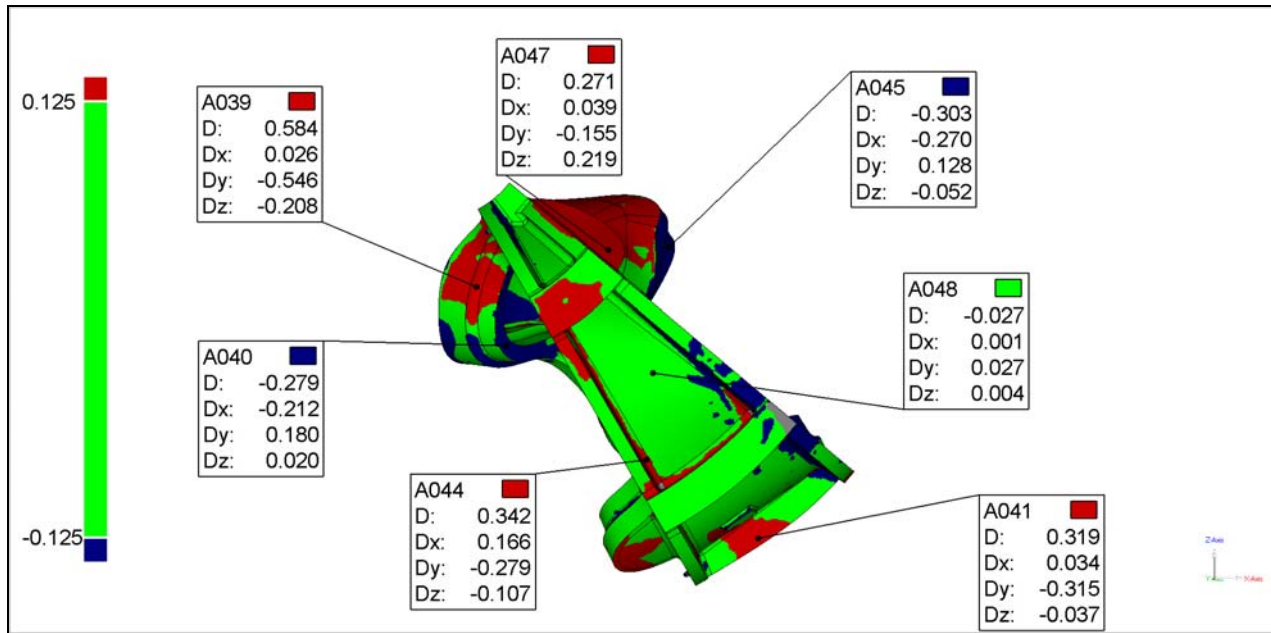 0.125
-0.125
A039
D: 0.584
Dx: 0.026
Dy: -0.546
Dz: -0.208
A047
D: 0.271
Dx: 0.039
Dy: -0.155
Dz: 0.219
A045
D: -0.303
Dx: -0.270
Dy: 0.128
Dz: -0.052
A048
D: -0.027
Dx: 0.001
Dy: 0.027
Dz: 0.004
A040
D: -0.279
Dx: -0.212
Dy: 0.180
Dz: 0.020
A044
D: 0.342
Dx: 0.166
Dy: -0.279
Dz: -0.107
A041
D: 0.319
Dx: 0.034
Dy: -0.315
Dz: -0.037
ZAxis
XAxis